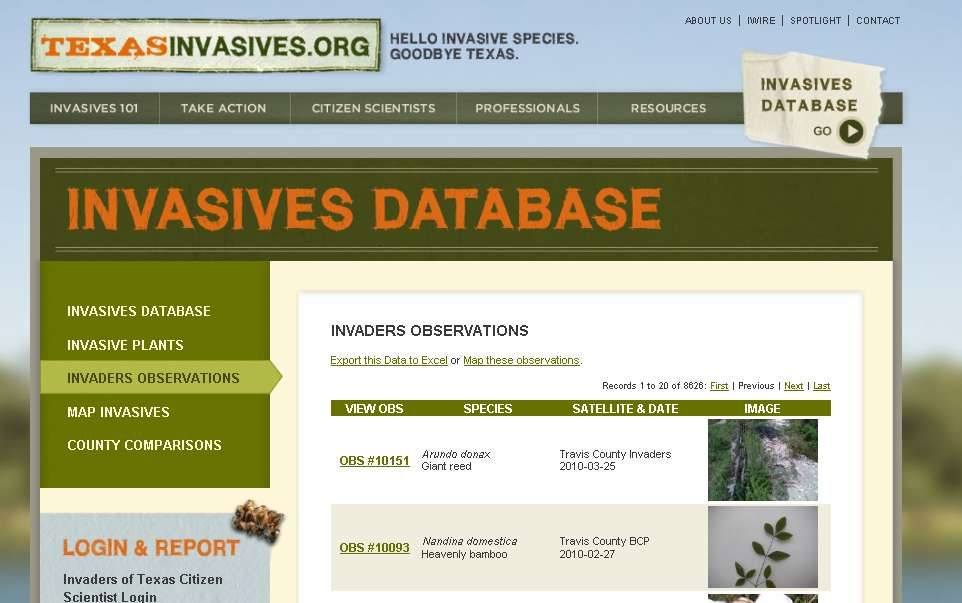 ABOUT US | IWIRE | SPOTLIGHT | CONTACT
TEXASINVASIVES.ORG
HELLO INVASIVE SPECIES.
GOODBYE TEXAS.
INVASIVES 101 TAKE ACTION CITIZEN SCIENTISTS PROFESSIONALS RESOURCES
INVASIVES
DATABASE
GO
INVASIVES DATABASE
INVASIVES DATABASE
INVASIVE PLANTS
INVADERS OBSERVATIONS
MAP INVASIVES
COUNTY COMPARISONS
LOGIN & REPORT
Invaders of Texas Citizen
Scientist Login
INVADERS OBSERVATIONS
Export this Data to Excel or Map these observations.
Records 1 to 20 of 8626: First | Previous | Next | Last
VIEW OBS SPECIES SATELLITE & DATE IMAGE
OBS #10151 Arundo donax Travis County Invaders
Giant reed 2010-03-25
OBS #10093 Nandina domestica Travis County BCP
Heavenly bamboo 2010-02-27